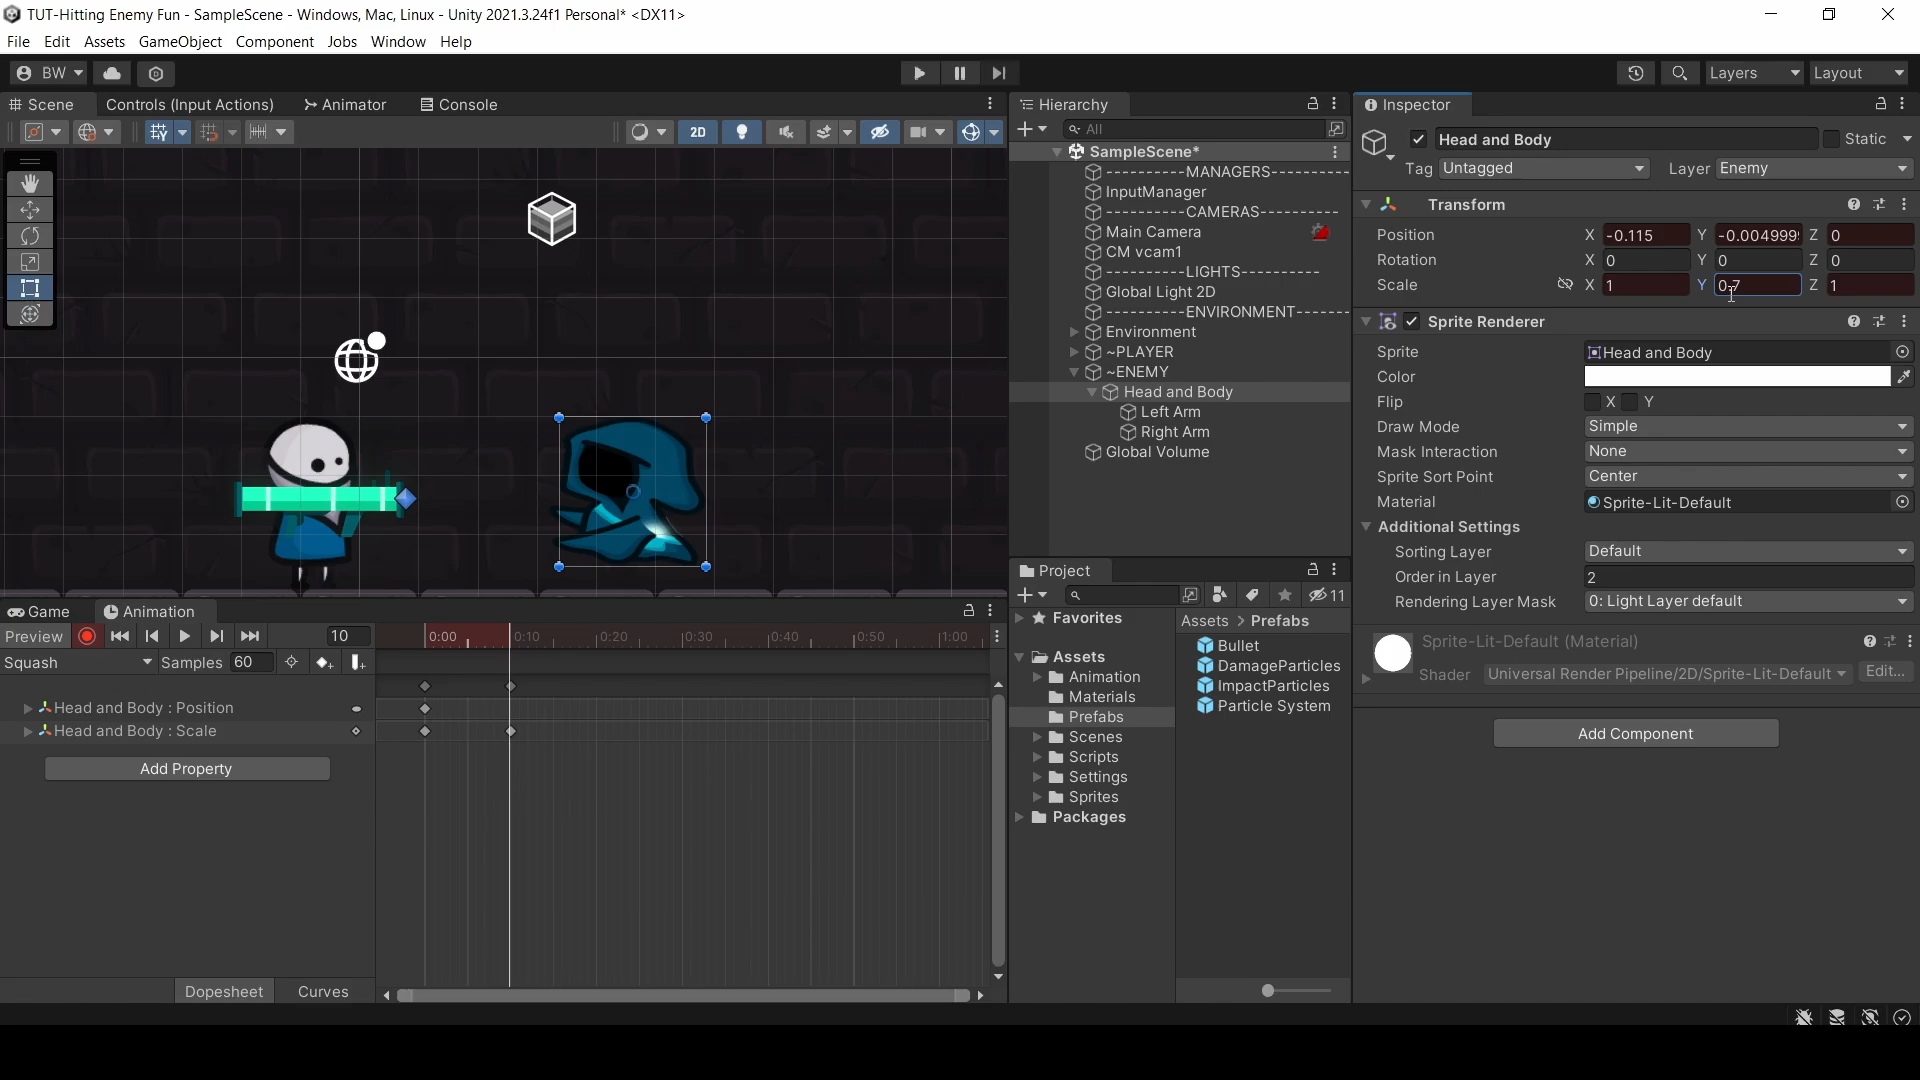 TUT-Hitting Enemy Fun - SampleScene - Windows, Mac, Linux - Unity 2021.3.24f1 Personal* <DX11>
File Edit Assets GameObject Component Jobs Window Help
BW Layers Layout
Scene Controls (Input Actions) Animator Console
2D
Hierarchy
All
SampleScene*
----------MANAGERS----------
InputManager
----------CAMERAS----------
Main Camera
CM vcam1
----------LIGHTS----------
Global Light 2D
----------ENVIRONMENT------
Environment
~PLAYER
~ENEMY
Head and Body
Left Arm
Right Arm
Global Volume
Inspector
Head and Body Static
Tag Untagged Layer Enemy
Transform
Position X -0.115 Y -0.004999 Z 0
Rotation X 0 Y 0 Z 0
Scale X 1 Y 0.7 Z 1
Sprite Renderer
Sprite Head and Body
Color
Flip X Y
Draw Mode Simple
Mask Interaction None
Sprite Sort Point Center
Material Sprite-Lit-Default
Additional Settings
Sorting Layer Default
Order in Layer 2
Rendering Layer Mask 0: Light Layer default
Sprite-Lit-Default (Material)
Shader Universal Render Pipeline/2D/Sprite-Lit-Default Edit...
Add Component
Game Animation
Preview 10 0:00 0:10 0:20 0:30 0:40 0:50 1:00
Squash Samples 60
Head and Body : Position
Head and Body : Scale
Add Property
Dopesheet Curves
Project
11
Favorites
Assets
Animation
Materials
Prefabs
Scenes
Scripts
Settings
Sprites
Packages
Assets > Prefabs
Bullet
DamageParticles
ImpactParticles
Particle System